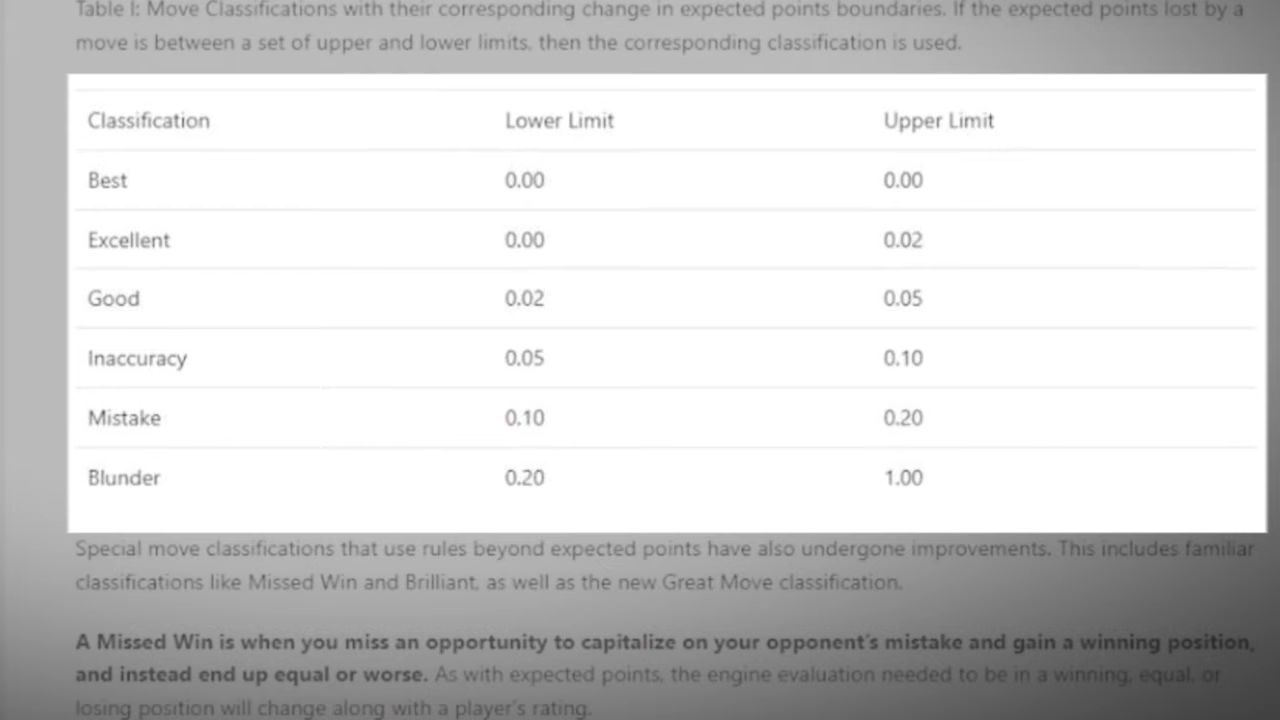 Table I: Move Classifications with their corresponding change in expected points boundaries. If the expected points lost by a
move is between a set of upper and lower limits, then the corresponding classification is used.
Classification Lower Limit Upper Limit
Best 0.00 0.00
Excellent 0.00 0.02
Good 0.02 0.05
Inaccuracy 0.05 0.10
Mistake 0.10 0.20
Blunder 0.20 1.00
Special move classifications that use rules beyond expected points have also undergone improvements. This includes familiar
classifications like Missed Win and Brilliant, as well as the new Great Move classification.
A Missed Win is when you miss an opportunity to capitalize on your opponent's mistake and gain a winning position,
and instead end up equal or worse. As with expected points, the engine evaluation needed to be in a winning, equal, or
losing position will change along with a player's rating.